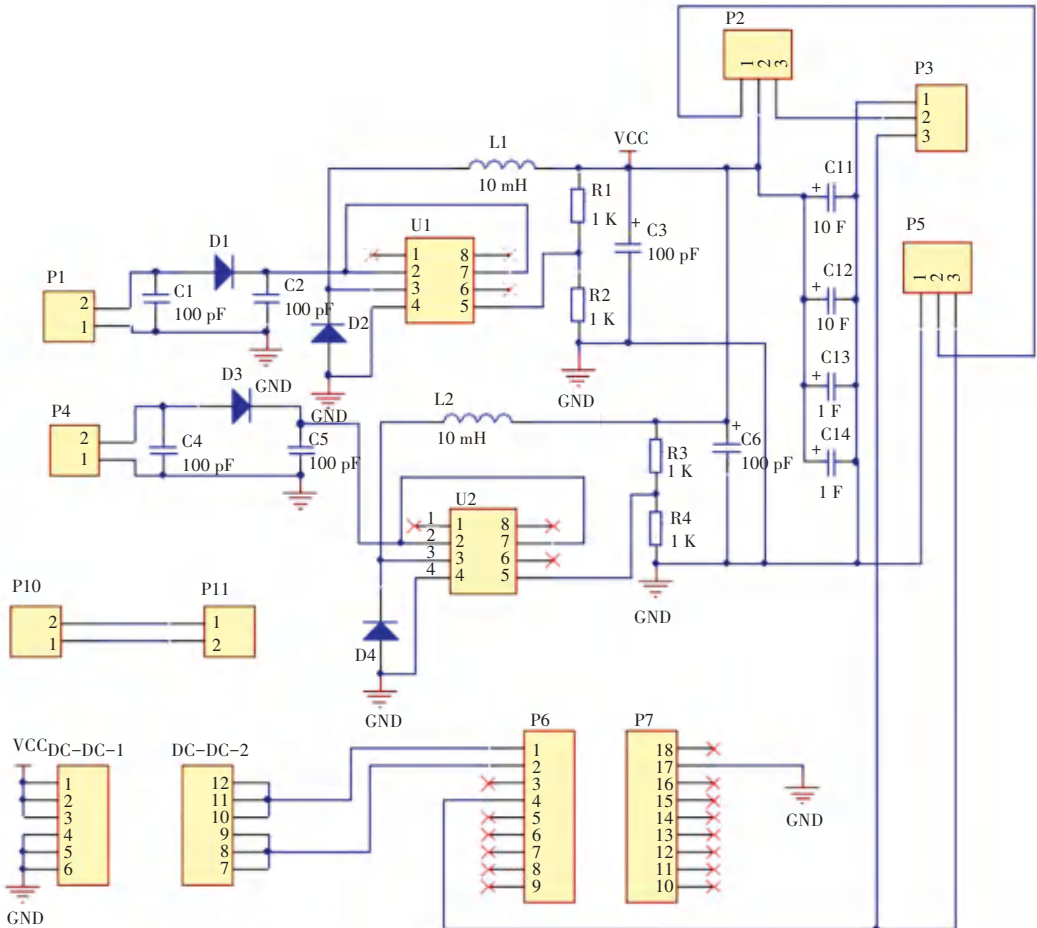 P2
1 2 3
P3
1
2
3
VCC
L1
10 mH
R1
1 K
C3
100 pF
R2
1 K
GND
C11
10 F
C12
10 F
C13
1 F
C14
1 F
P5
1 2 3
U1
1 8
2 7
3 6
4 5
P1
2
1
D1
C1
100 pF
C2
100 pF
GND
D2
GND
P4
2
1
D3
C4
100 pF
C5
100 pF
L2
10 mH
R3
1 K
R4
1 K
C6
100 pF
GND
U2
1 1 8
2 2 7
3 3 6
4 4 5
D4
GND
P10
2
1
P11
1
2
VCC
DC-DC-1
1
2
3
4
5
6
GND
DC-DC-2
12
11
10
9
8
7
P6
1
2
3
4
5
6
7
8
9
P7
18
17
16
15
14
13
12
11
10
GND